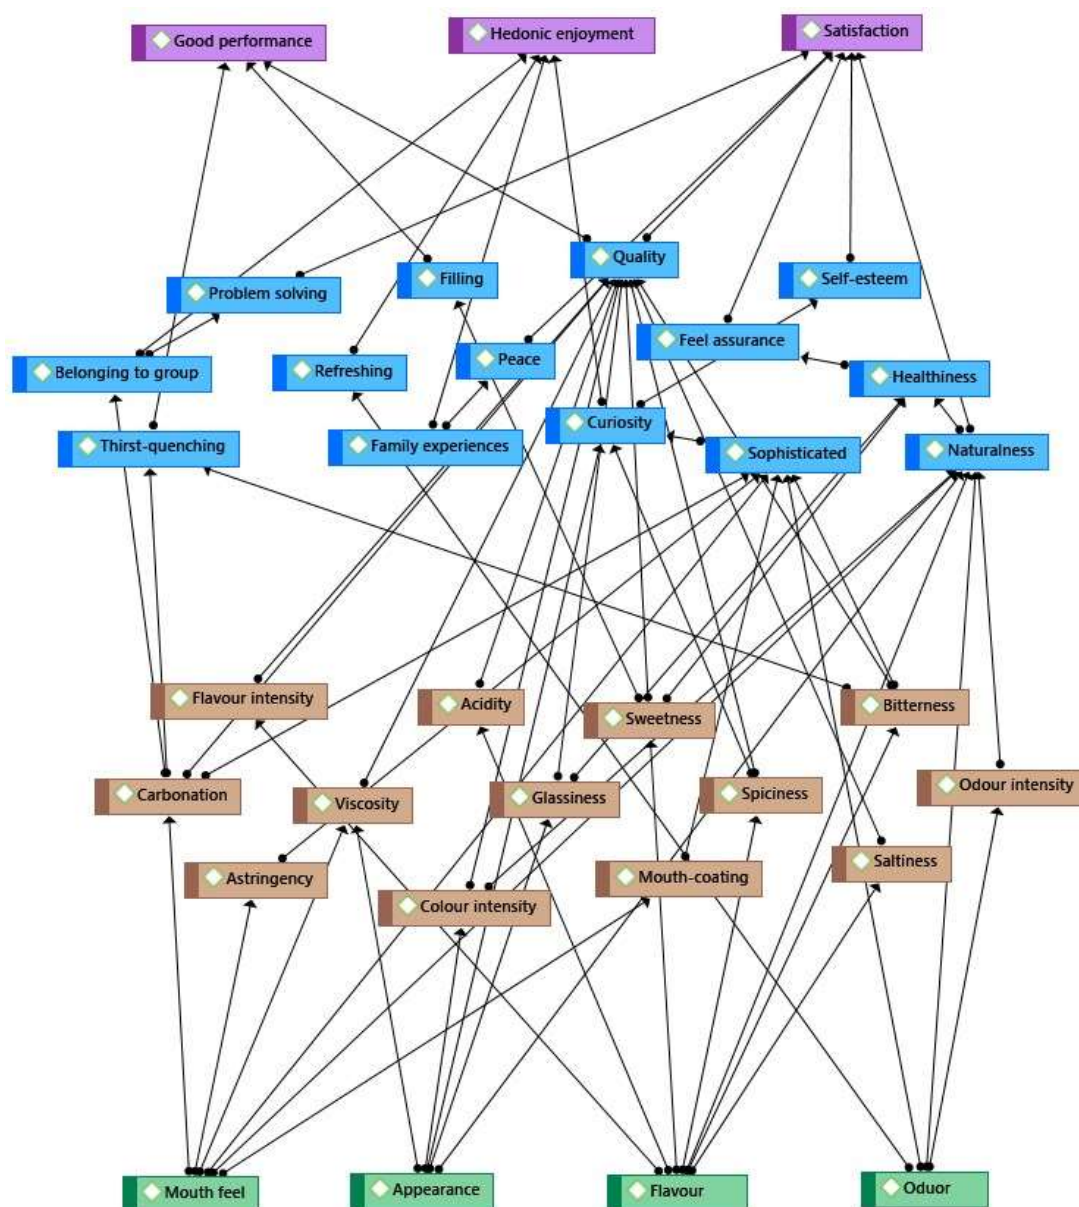 Good performance
Hedonic enjoyment
Satisfaction
Quality
Problem solving
Filling
Self-esteem
Feel assurance
Belonging to group
Refreshing
Peace
Healthiness
Thirst-quenching
Family experiences
Curiosity
Sophisticated
Naturalness
Flavour intensity
Acidity
Sweetness
Bitterness
Carbonation
Viscosity
Glassiness
Spiciness
Odour intensity
Astringency
Colour intensity
Mouth-coating
Saltiness
Mouth feel
Appearance
Flavour
Oduor